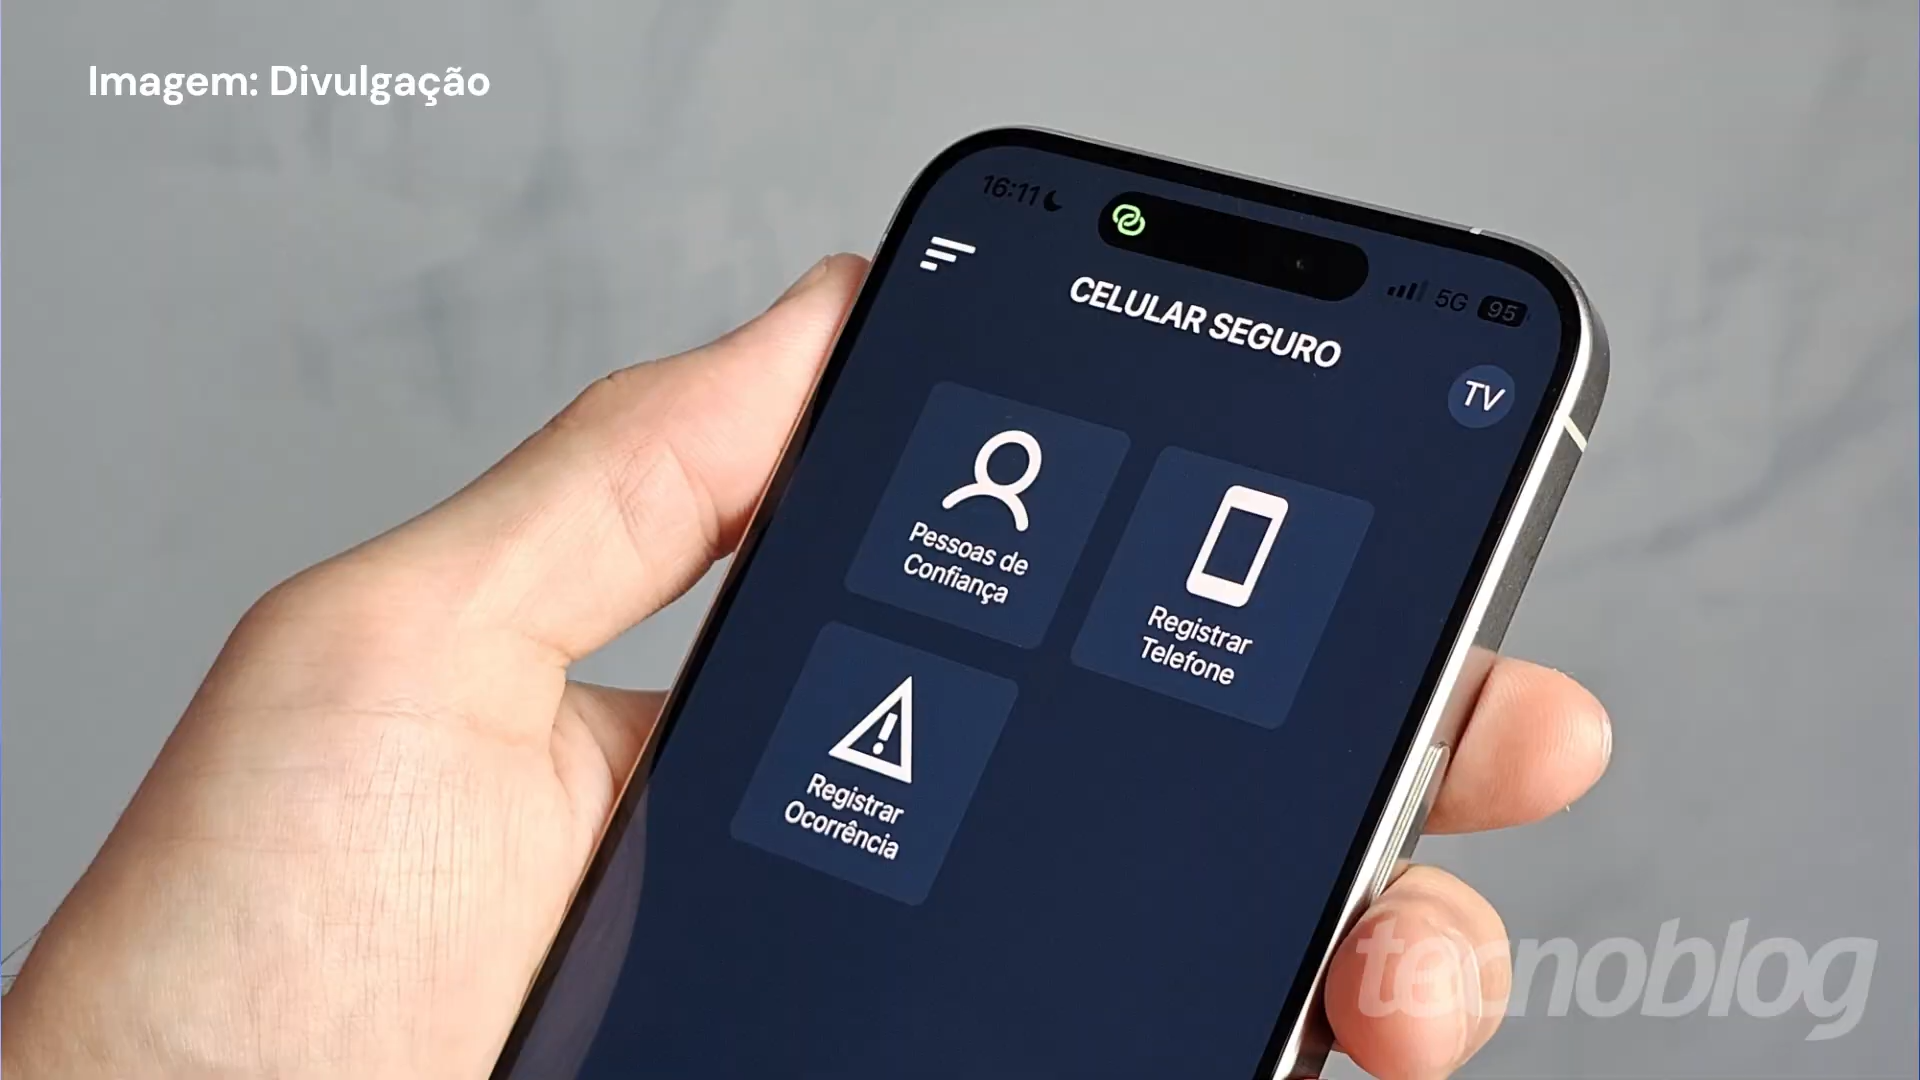 Imagem: Divulgação
16:11
5G 95
CELULAR SEGURO
TV
Pessoas de
Confiança
Registrar
Telefone
Registrar
Ocorrência
tecnoblog